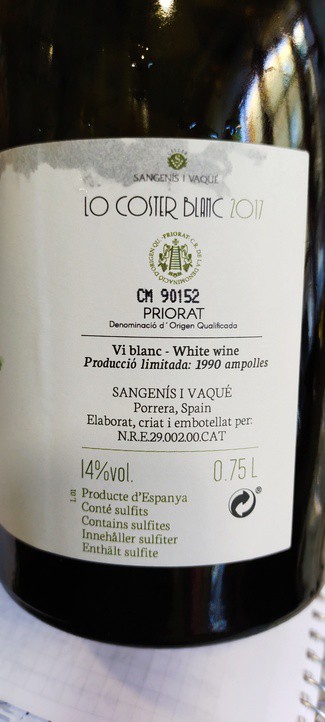 CELLER
SANGENÍS I VAQUÉ
LO COSTER BLANC 2017
CM 90152
PRIORAT
Denominació d' Origen Qualificada
Vi blanc - White wine
Producció limitada: 1990 ampolles
SANGENÍS I VAQUÉ
Porrera, Spain
Elaborat, criat i embotellat per:
N.R.E.29.002.00.CAT
14%vol. 0.75 L
Producte d'Espanya
Conté sulfits
Contains sulfites
Innehåller sulfiter
Enthält sulfite